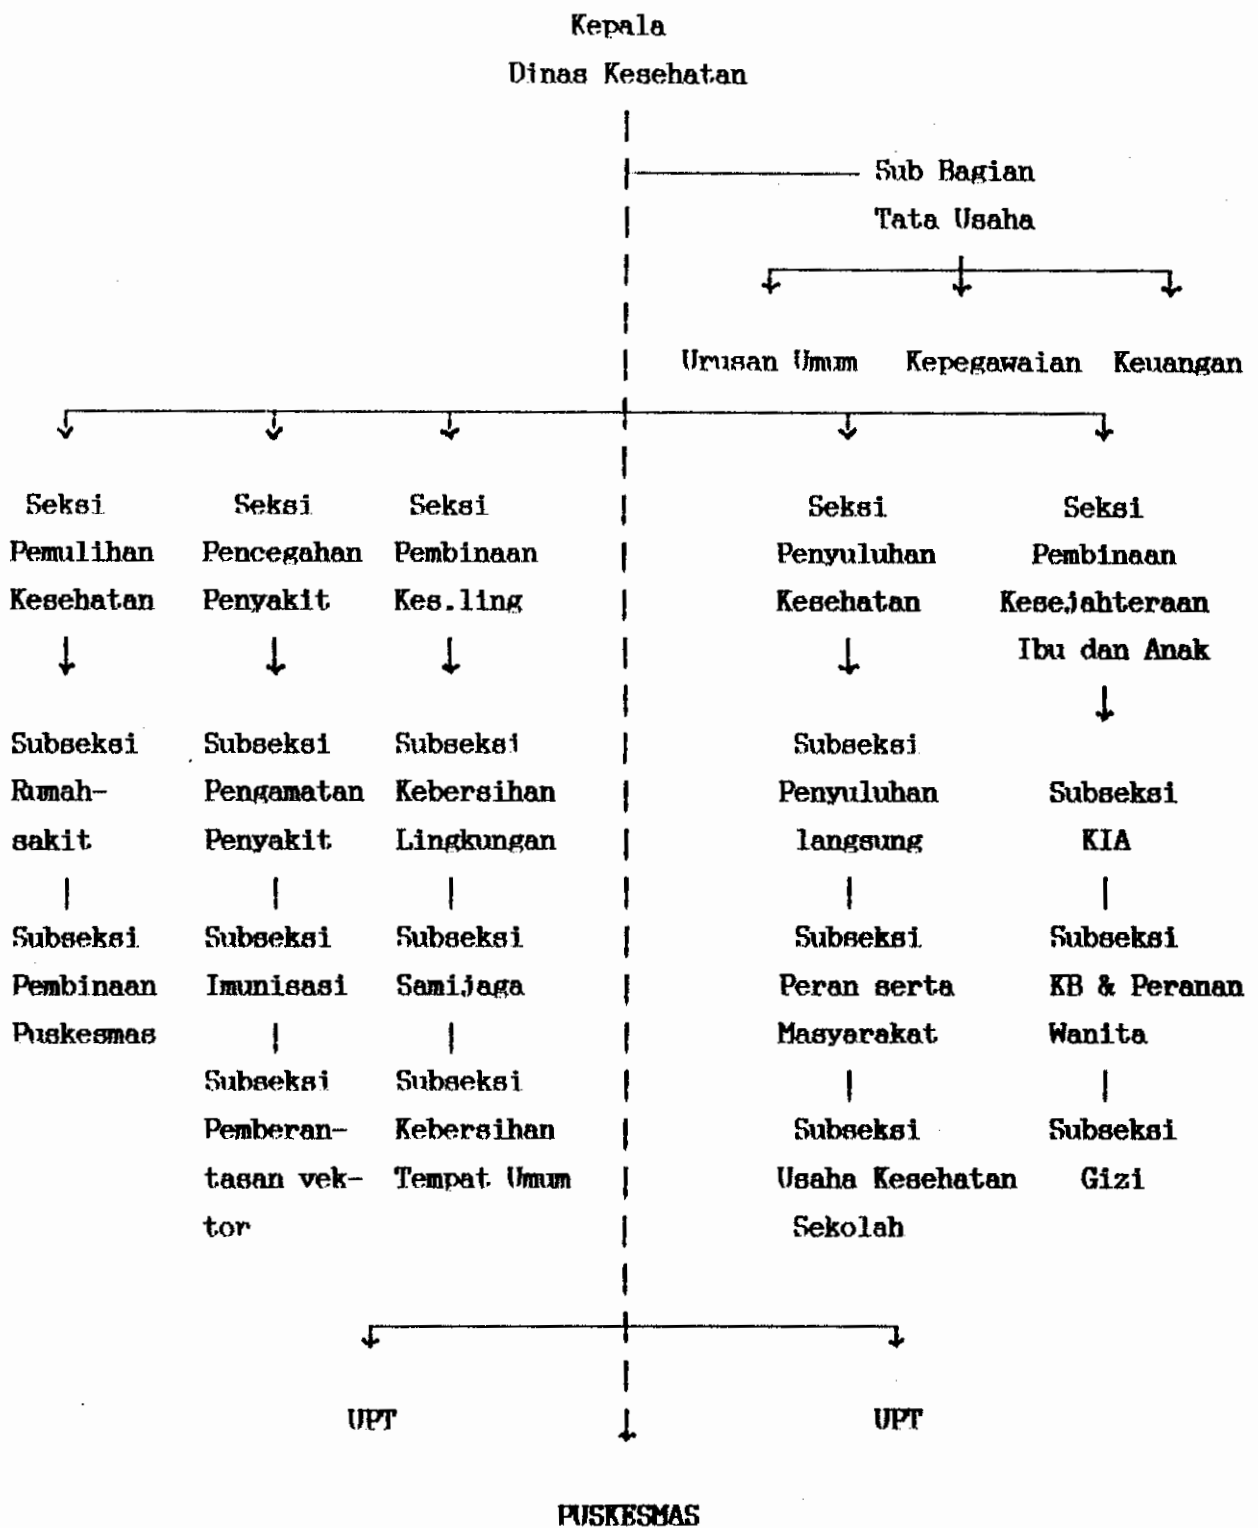 Kepala
Dinas Kesehatan
Sub Bagian
Tata Usaha
Urusan Umum Kepegawaian Keuangan
Seksi
Pemulihan
Kesehatan
Seksi
Pencegahan
Penyakit
Seksi
Pembinaan
Kes.ling
Seksi
Penyuluhan
Kesehatan
Seksi
Pembinaan
Kesejahteraan
Ibu dan Anak
Subseksi
Rumah-
sakit
Subseksi
Pembinaan
Puskesmas
Subseksi
Pengamatan
Penyakit
Subseksi
Imunisasi
Subseksi
Pemberan-
tasan vek-
tor
Subseksi
Kebersihan
Lingkungan
Subseksi
Samijaga
Subseksi
Kebersihan
Tempat Umum
Subseksi
Penyuluhan
langsung
Subseksi
Peran serta
Masyarakat
Subseksi
Usaha Kesehatan
Sekolah
Subseksi
KIA
Subseksi
KB & Peranan
Wanita
Subseksi
Gizi
UPT
UPT
PUSKESMAS